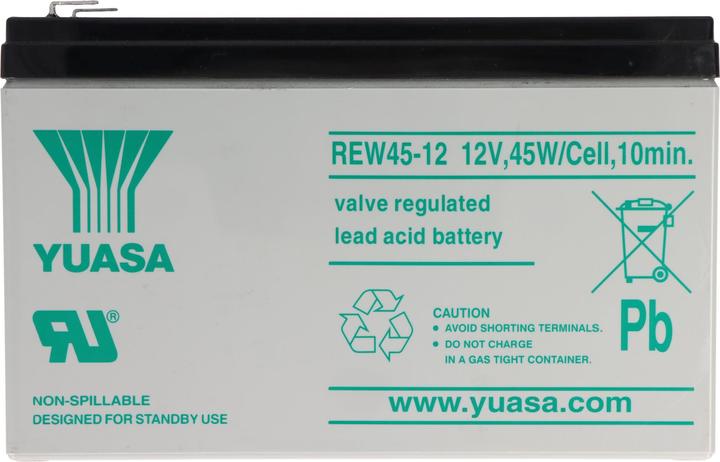 YUASA
REW45-12 12V,45W/Cell,10min.
valve regulated
lead acid battery
RU®
CAUTION
• AVOID SHORTING TERMINALS.
• DO NOT CHARGE
IN A GAS TIGHT CONTAINER.
Pb
NON-SPILLABLE
DESIGNED FOR STANDBY USE
www.yuasa.com